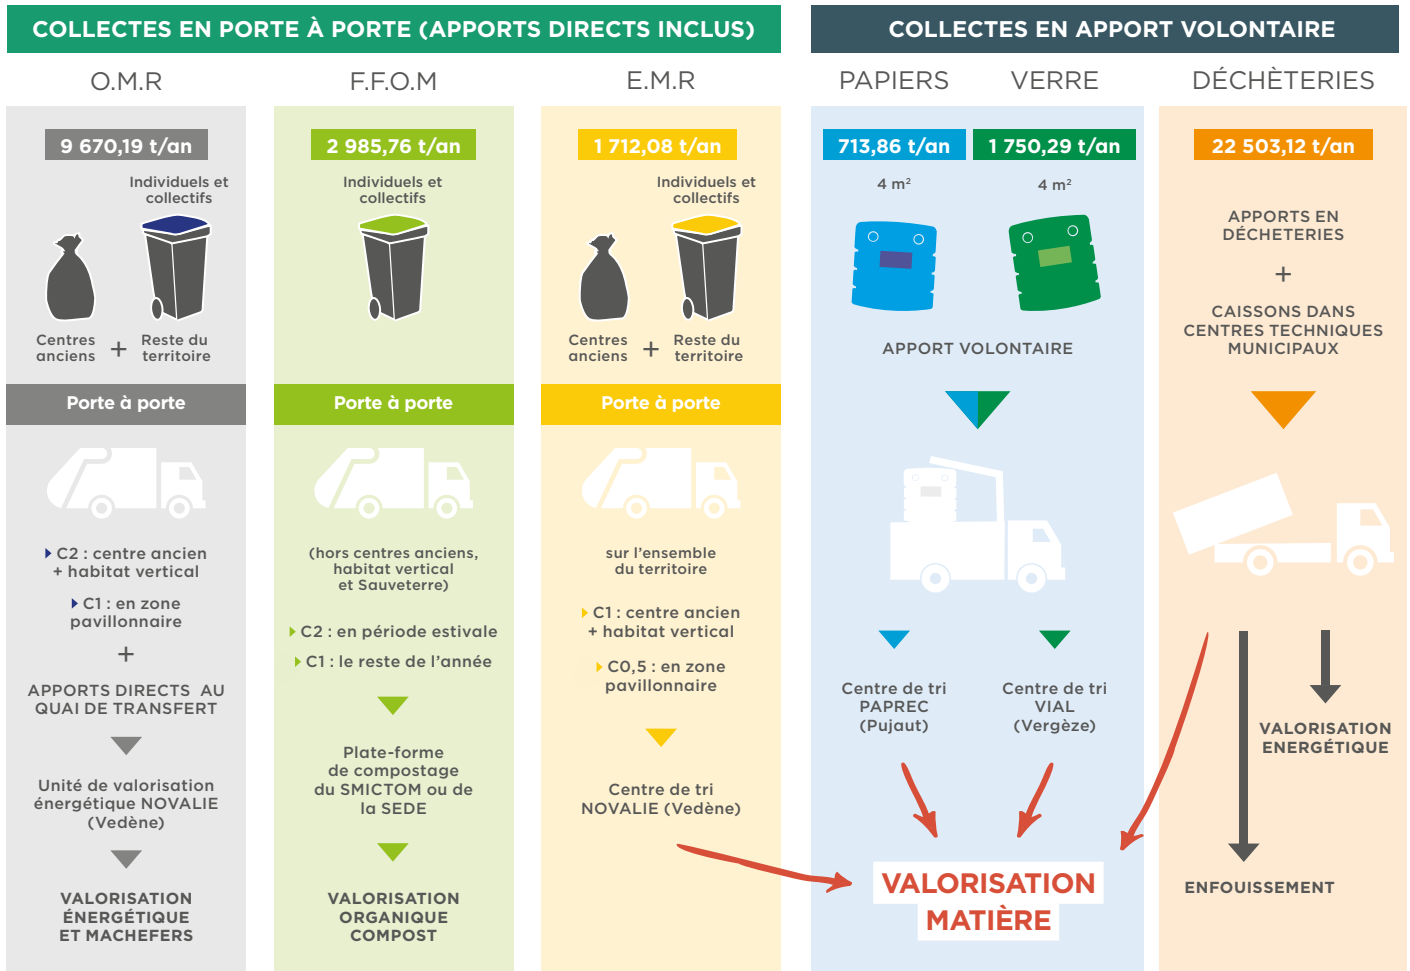 COLLECTES EN PORTE À PORTE (APPORTS DIRECTS INCLUS)
O.M.R
9 670,19 t/an
Individuels et
collectifs
Centres
anciens
+
Reste du
territoire
Porte à porte
C2 : centre ancien
+ habitat vertical
C1 : en zone
pavillonnaire
+
APPORTS DIRECTS AU
QUAI DE TRANSFERT
Unité de valorisation
énergétique NOVALIE
(Vedène)
VALORISATION
ÉNERGÉTIQUE
ET MACHEFERS
F.F.O.M
2 985,76 t/an
Individuels et
collectifs
Porte à porte
(hors centres anciens,
habitat vertical
et Sauveterre)
C2 : en période estivale
C1 : le reste de l'année
Plate-forme
de compostage
du SMICTOM ou de
la SEDE
VALORISATION
ORGANIQUE
COMPOST
E.M.R
1 712,08 t/an
Individuels et
collectifs
Centres
anciens
+
Reste du
territoire
Porte à porte
sur l'ensemble
du territoire
C1 : centre ancien
+ habitat vertical
C0,5 : en zone
pavillonnaire
Centre de tri
NOVALIE (Vedène)
COLLECTES EN APPORT VOLONTAIRE
PAPIERS
713,86 t/an
4 m²
VERRE
1 750,29 t/an
4 m²
APPORT VOLONTAIRE
Centre de tri
PAPREC
(Pujaut)
Centre de tri
VIAL
(Vergèze)
VALORISATION
MATIÈRE
DÉCHÈTERIES
22 503,12 t/an
APPORTS EN
DÉCHETERIES
+
CAISSONS DANS
CENTRES TECHNIQUES
MUNICIPAUX
VALORISATION
ENERGÉTIQUE
ENFOUISSEMENT